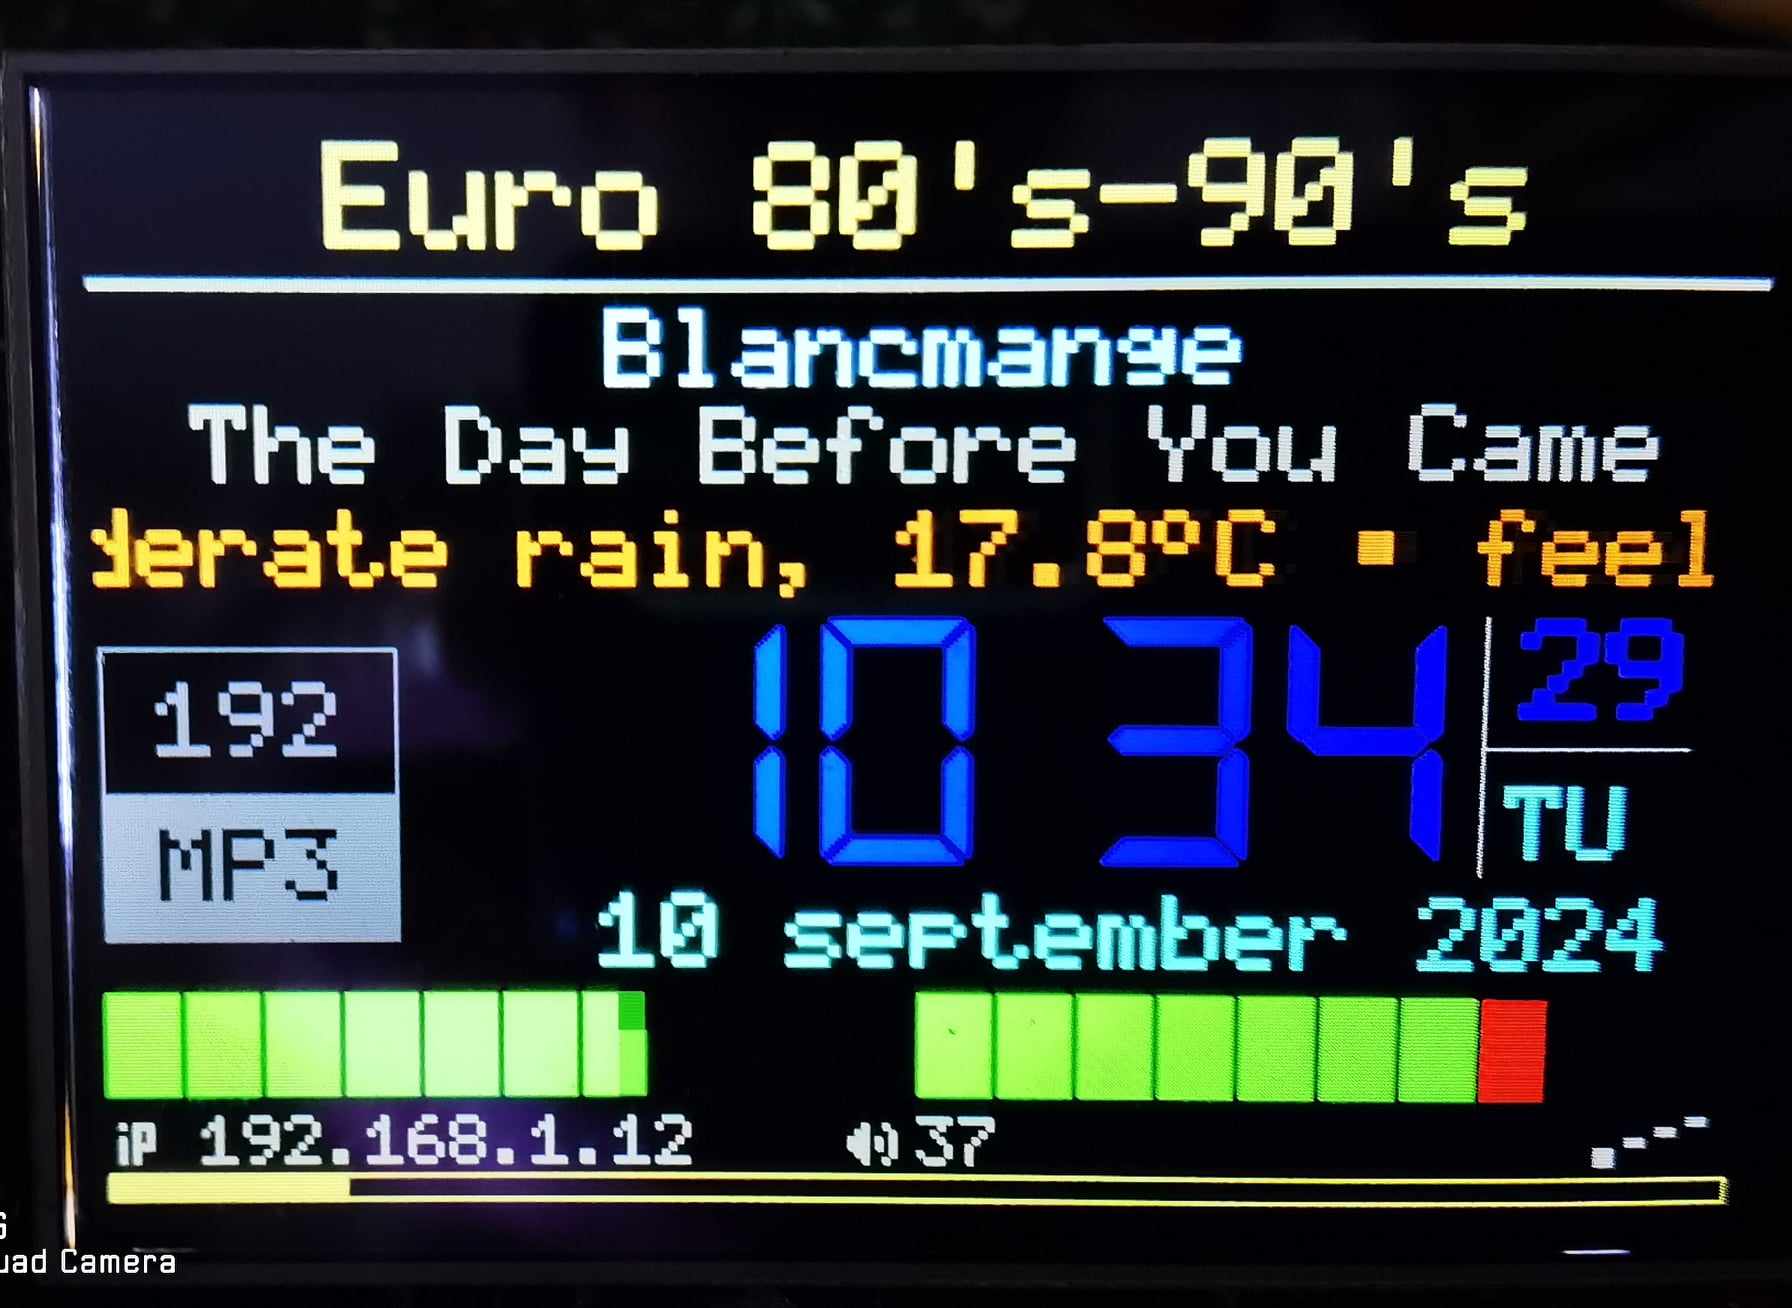 Euro 80's-90's
Blancmange
The Day Before You Came
derate rain, 17.8ºC · feel
192
MP3
10 34
29
TU
10 september 2024
iP 192.168.1.12
37
uad Camera